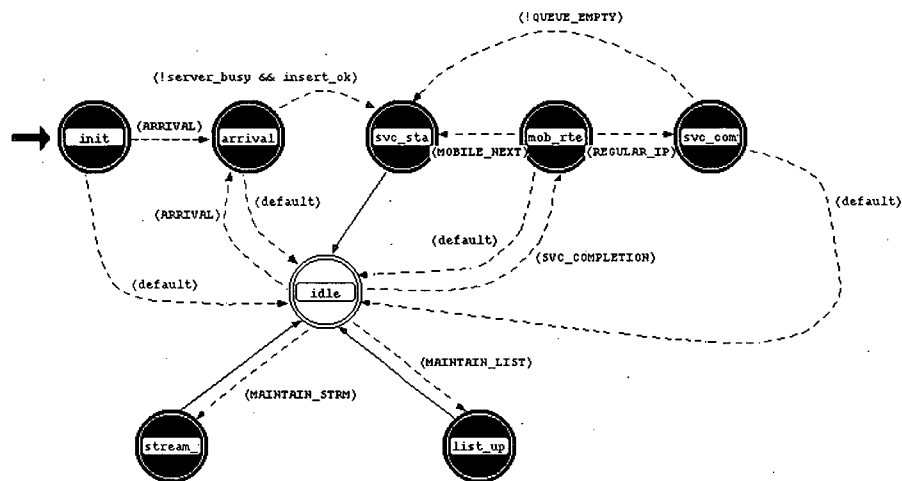 (!QUEUE_EMPTY)
(!server_busy && insert_ok)
init
(ARRIVAL)
arrival
svc_sta
mob_rte
svc_com
(MOBILE_NEXT)
(REGULAR_IP)
(ARRIVAL)
(default)
(default)
(default)
(SVC_COMPLETION)
(default)
idle
(MAINTAIN_LIST)
(MAINTAIN_STRM)
stream_
list_up